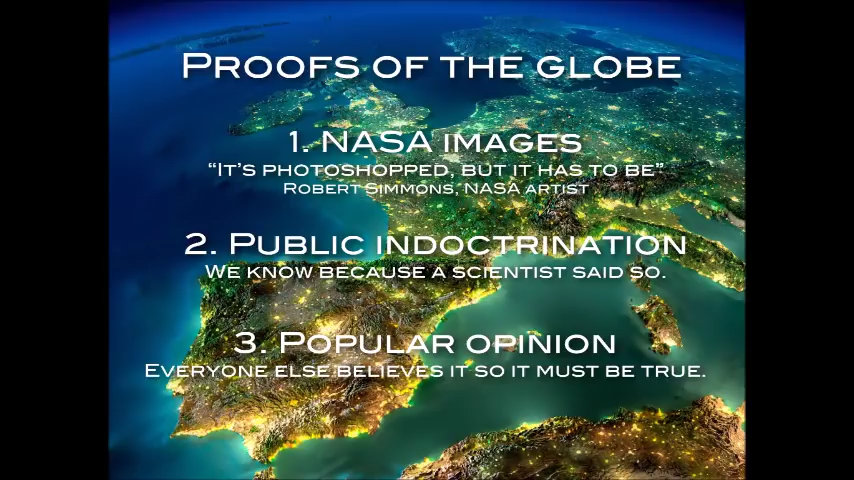 PROOFS OF THE GLOBE
1. NASA IMAGES
“IT'S PHOTOSHOPPED, BUT IT HAS TO BE”
ROBERT SIMMONS, NASA ARTIST
2. PUBLIC INDOCTRINATION
WE KNOW BECAUSE A SCIENTIST SAID SO.
3. POPULAR OPINION
EVERYONE ELSE BELIEVES IT SO IT MUST BE TRUE.